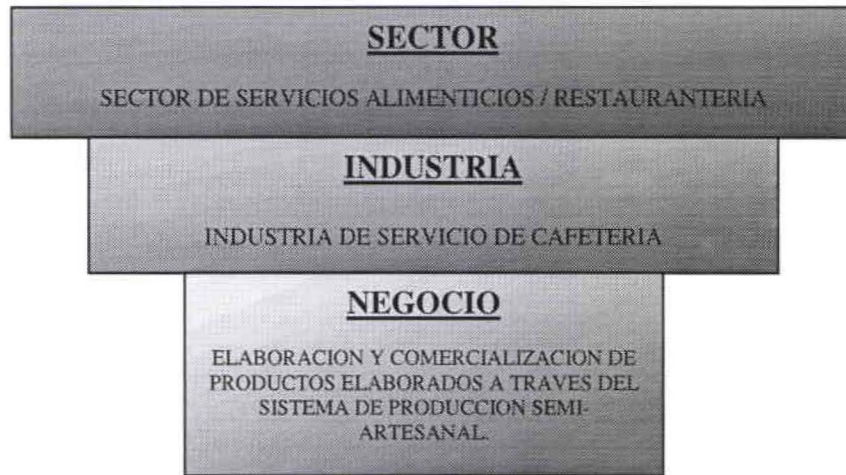 SECTOR
SECTOR DE SERVICIOS ALIMENTICIOS / RESTAURANTERIA
INDUSTRIA
INDUSTRIA DE SERVICIO DE CAFETERIA
NEGOCIO
ELABORACION Y COMERCIALIZACION DE
PRODUCTOS ELABORADOS A TRAVES DEL
SISTEMA DE PRODUCCION SEMI-
ARTESANAL.